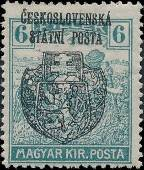 ČESKOSLOVENSKÁ
STÁTNÍ POŠTA
6 6
MAGYAR KIR. POSTA